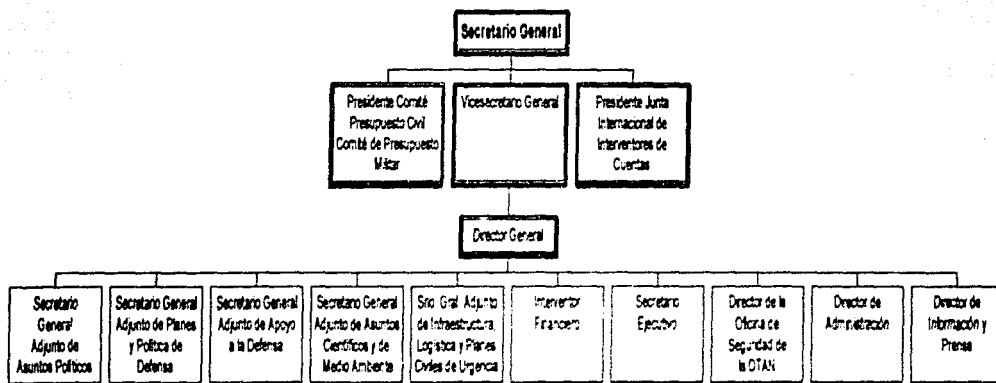 Secretario General
Presidente Comité
Presupuesto Civil
Comité de Presupuesto
Militar
Vicesecretario General
Presidente Junta
Internacional de
Interventores de
Cuentas
Director General
Secretario
General
Adjunto de
Asuntos Políticos
Secretario General
Adjunto de Planes
y Política de
Defensa
Secretario General
Adjunto de Apoyo
a la Defensa
Secretario General
Adjunto de Asuntos
Científicos y de
Medio Ambiente
Srio. Gral. Adjunto
de Infraestructura,
Logística y Planes
Civiles de Urgencia
Interventor
Financiero
Secretario
Ejecutivo
Director de la
Oficina de
Seguridad de
la OTAN
Director de
Administración
Director de
Información y
Prensa